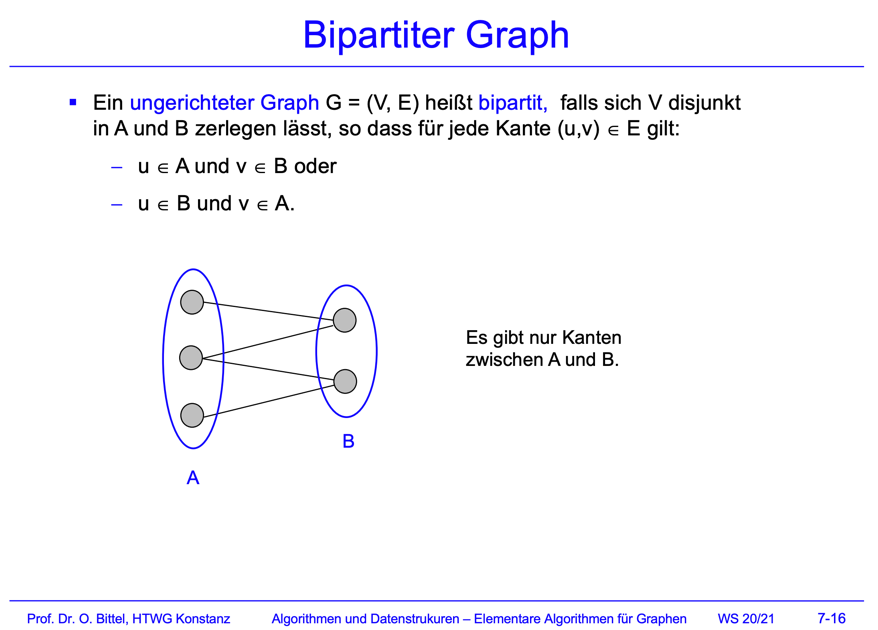 Bipartiter Graph
▪ Ein ungerichteter Graph G = (V, E) heißt bipartit, falls sich V disjunkt
in A und B zerlegen lässt, so dass für jede Kante (u,v) ∈ E gilt:
– u ∈ A und v ∈ B oder
– u ∈ B und v ∈ A.
Es gibt nur Kanten
zwischen A und B.
B
A
Prof. Dr. O. Bittel, HTWG Konstanz Algorithmen und Datenstrukuren – Elementare Algorithmen für Graphen WS 20/21 7-16